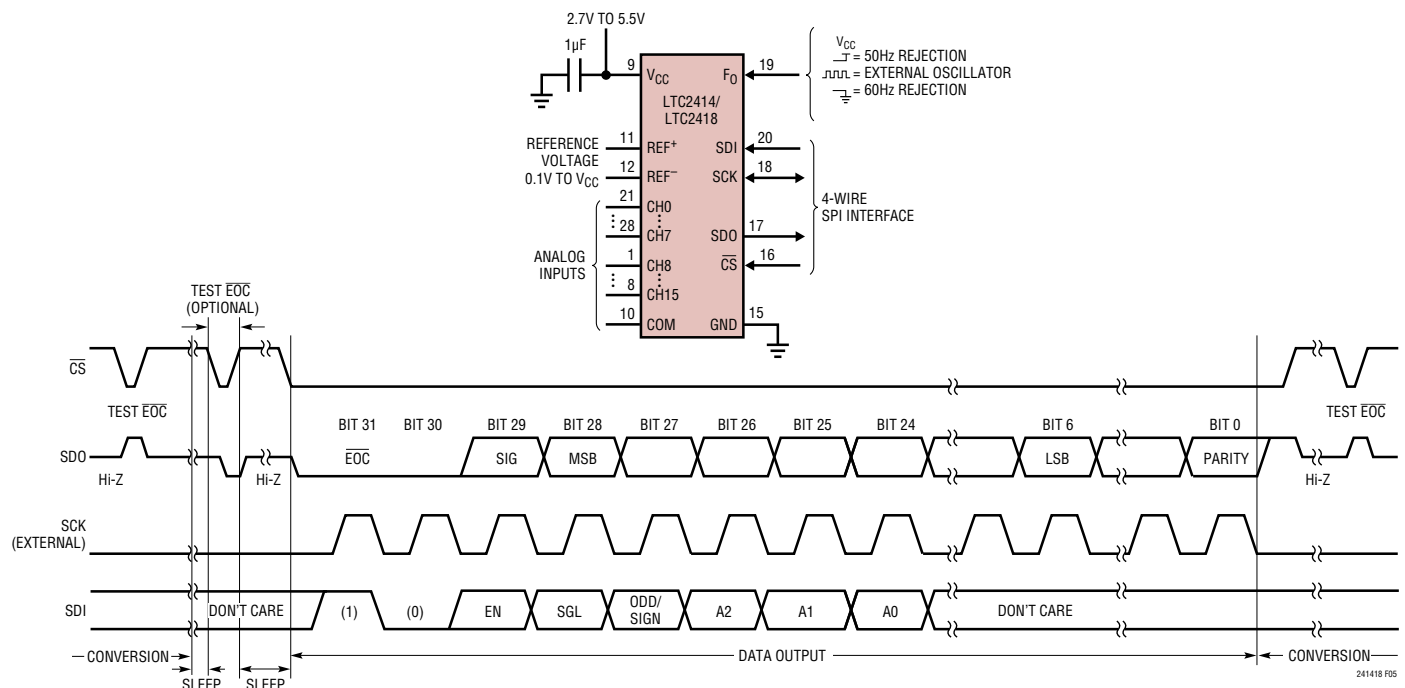 2.7V TO 5.5V
1µF
9
VCC
FO
19
VCC
= 50Hz REJECTION
= EXTERNAL OSCILLATOR
= 60Hz REJECTION
LTC2414/
LTC2418
REFERENCE
VOLTAGE
0.1V TO VCC
11
REF+
12
REF–
SDI
20
SCK
18
SDO
17
CS
16
4-WIRE
SPI INTERFACE
ANALOG
INPUTS
21
CH0
28
CH7
1
CH8
8
CH15
10
COM
GND
15
TEST EOC
(OPTIONAL)
CS
TEST EOC
TEST EOC
BIT 31
BIT 30
BIT 29
BIT 28
BIT 27
BIT 26
BIT 25
BIT 24
BIT 6
BIT 0
SDO
EOC
SIG
MSB
LSB
PARITY
Hi-Z
Hi-Z
Hi-Z
SCK
(EXTERNAL)
SDI
DON'T CARE
(1)
(0)
EN
SGL
ODD/
SIGN
A2
A1
A0
DON'T CARE
CONVERSION
DATA OUTPUT
CONVERSION
SLEEP
SLEEP
241418 F05